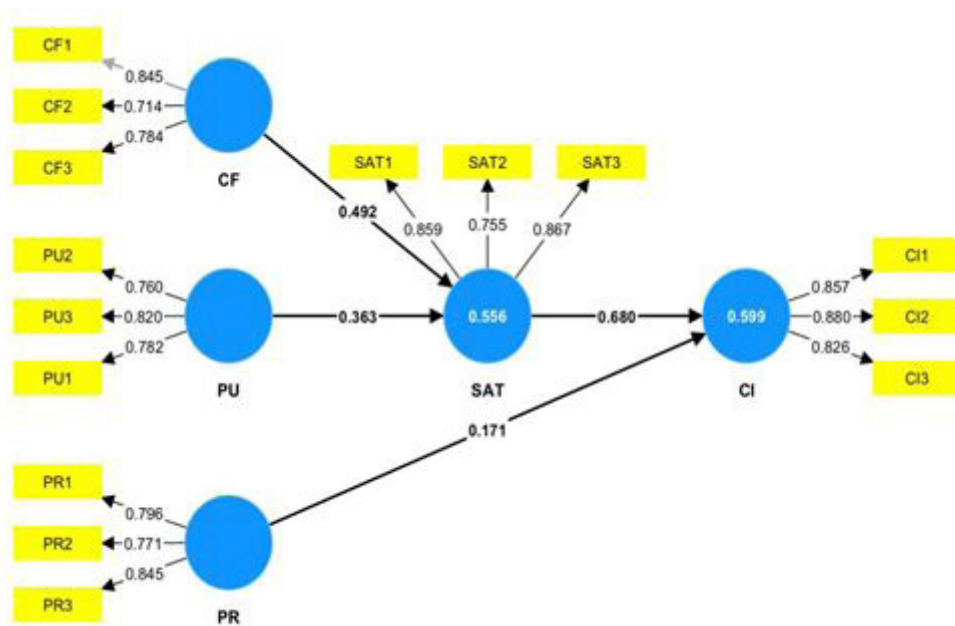 CF1
0.845
CF2
0.714
CF3
0.784
CF
0.492
SAT1
SAT2
SAT3
0.859
0.755
0.867
PU2
0.760
PU3
0.820
PU1
0.782
PU
0.363
0.556
SAT
0.680
0.599
CI
0.857
CI1
0.880
CI2
0.826
CI3
0.171
PR1
0.796
PR2
0.771
PR3
0.845
PR